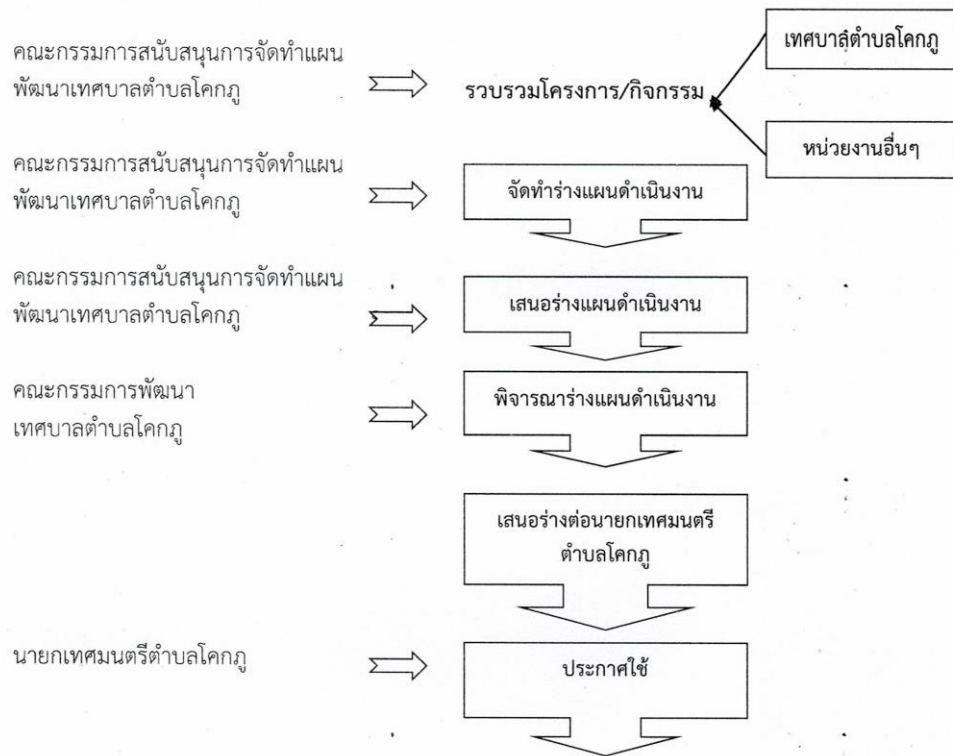 เทศบาลตำบลโคกภู
คณะกรรมการสนับสนุนการจัดทำแผน
พัฒนาเทศบาลตำบลโคกภู
รวบรวมโครงการ/กิจกรรม
หน่วยงานอื่นๆ
คณะกรรมการสนับสนุนการจัดทำแผน
พัฒนาเทศบาลตำบลโคกภู
จัดทำร่างแผนดำเนินงาน
คณะกรรมการสนับสนุนการจัดทำแผน
พัฒนาเทศบาลตำบลโคกภู
เสนอร่างแผนดำเนินงาน
คณะกรรมการพัฒนา
เทศบาลตำบลโคกภู
พิจารณาร่างแผนดำเนินงาน
เสนอร่างต่อนายกเทศมนตรี
ตำบลโคกภู
นายกเทศมนตรีตำบลโคกภู
ประกาศใช้